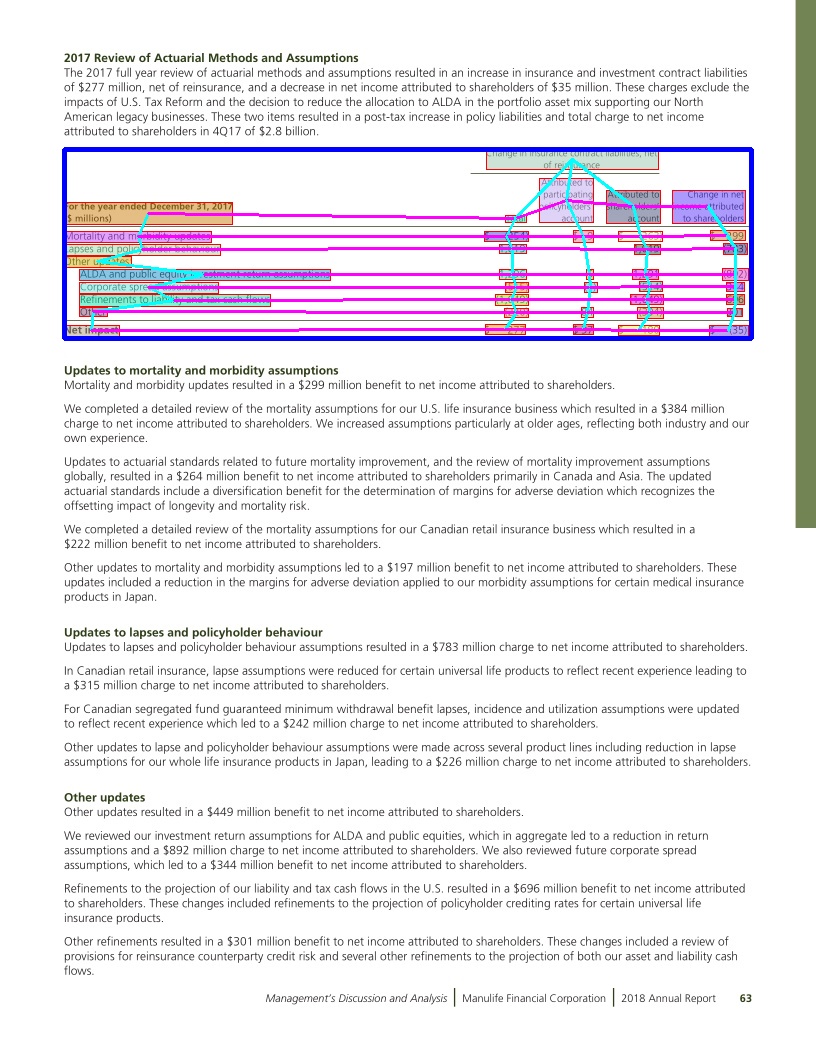 2017 Review of Actuarial Methods and Assumptions
The 2017 full year review of actuarial methods and assumptions resulted in an increase in insurance and investment contract liabilities
of $277 million, net of reinsurance, and a decrease in net income attributed to shareholders of $35 million. These charges exclude the
impacts of U.S. Tax Reform and the decision to reduce the allocation to ALDA in the portfolio asset mix supporting our North
American legacy businesses. These two items resulted in a post-tax increase in policy liabilities and total charge to net income
attributed to shareholders in 4Q17 of $2.8 billion.
Change in insurance contract liabilities, net
of reinsurance
For the year ended December 31, 2017
($ millions)
Total
Attributed to
participating
policyholders'
account
Attributed to
shareholders'
account
Change in net
income attributed
to shareholders
Mortality and morbidity updates
Lapses and policyholder behaviour
Other updates
ALDA and public equity investment return assumptions
Corporate spread assumptions
Refinements to liability and tax cash flows
Other
Net impact (35)
Updates to mortality and morbidity assumptions
Mortality and morbidity updates resulted in a $299 million benefit to net income attributed to shareholders.
We completed a detailed review of the mortality assumptions for our U.S. life insurance business which resulted in a $384 million
charge to net income attributed to shareholders. We increased assumptions particularly at older ages, reflecting both industry and our
own experience.
Updates to actuarial standards related to future mortality improvement, and the review of mortality improvement assumptions
globally, resulted in a $264 million benefit to net income attributed to shareholders primarily in Canada and Asia. The updated
actuarial standards include a diversification benefit for the determination of margins for adverse deviation which recognizes the
offsetting impact of longevity and mortality risk.
We completed a detailed review of the mortality assumptions for our Canadian retail insurance business which resulted in a
$222 million benefit to net income attributed to shareholders.
Other updates to mortality and morbidity assumptions led to a $197 million benefit to net income attributed to shareholders. These
updates included a reduction in the margins for adverse deviation applied to our morbidity assumptions for certain medical insurance
products in Japan.
Updates to lapses and policyholder behaviour
Updates to lapses and policyholder behaviour assumptions resulted in a $783 million charge to net income attributed to shareholders.
In Canadian retail insurance, lapse assumptions were reduced for certain universal life products to reflect recent experience leading to
a $315 million charge to net income attributed to shareholders.
For Canadian segregated fund guaranteed minimum withdrawal benefit lapses, incidence and utilization assumptions were updated
to reflect recent experience which led to a $242 million charge to net income attributed to shareholders.
Other updates to lapse and policyholder behaviour assumptions were made across several product lines including reduction in lapse
assumptions for our whole life insurance products in Japan, leading to a $226 million charge to net income attributed to shareholders.
Other updates
Other updates resulted in a $449 million benefit to net income attributed to shareholders.
We reviewed our investment return assumptions for ALDA and public equities, which in aggregate led to a reduction in return
assumptions and a $892 million charge to net income attributed to shareholders. We also reviewed future corporate spread
assumptions, which led to a $344 million benefit to net income attributed to shareholders.
Refinements to the projection of our liability and tax cash flows in the U.S. resulted in a $696 million benefit to net income attributed
to shareholders. These changes included refinements to the projection of policyholder crediting rates for certain universal life
insurance products.
Other refinements resulted in a $301 million benefit to net income attributed to shareholders. These changes included a review of
provisions for reinsurance counterparty credit risk and several other refinements to the projection of both our asset and liability cash
flows.
Management's Discussion and Analysis Manulife Financial Corporation 2018 Annual Report 63